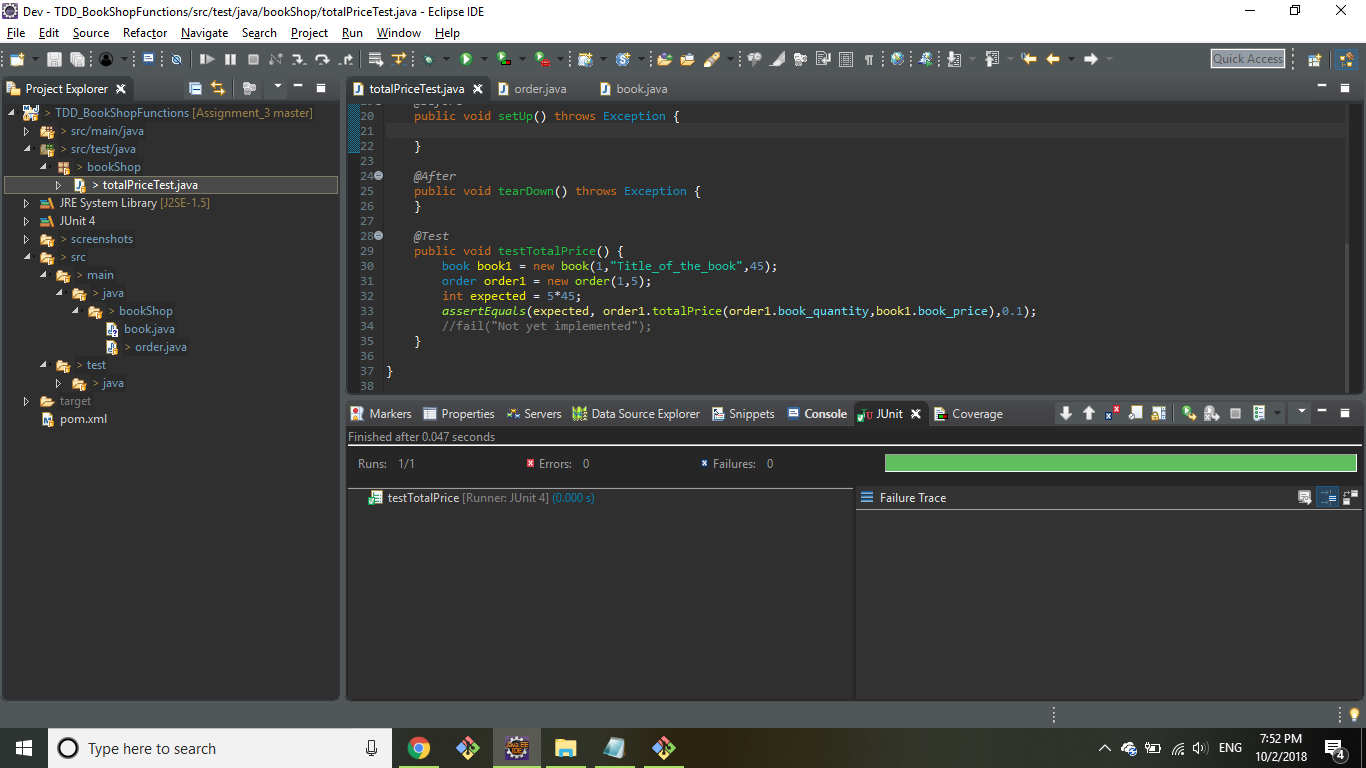 Dev - TDD_BookShopFunctions/src/test/java/bookShop/totalPriceTest.java - Eclipse IDE
File Edit Source Refactor Navigate Search Project Run Window Help
Quick Access
Project Explorer
> TDD_BookShopFunctions [Assignment_3 master]
> src/main/java
> src/test/java
> bookShop
> totalPriceTest.java
JRE System Library [J2SE-1.5]
JUnit 4
> screenshots
> src
> main
> java
> bookShop
book.java
> order.java
> test
> java
target
pom.xml
totalPriceTest.java order.java book.java
20 public void setUp() throws Exception {
21
22 }
23
24 @After
25 public void tearDown() throws Exception {
26 }
27
28 @Test
29 public void testTotalPrice() {
30 book book1 = new book(1,"Title_of_the_book",45);
31 order order1 = new order(1,5);
32 int expected = 5*45;
33 assertEquals(expected, order1.totalPrice(order1.book_quantity,book1.book_price),0.1);
34 //fail("Not yet implemented");
35 }
36
37 }
38
Markers Properties Servers Data Source Explorer Snippets Console JUnit Coverage
Finished after 0.047 seconds
Runs: 1/1 Errors: 0 Failures: 0
testTotalPrice [Runner: JUnit 4] (0.000 s)
Failure Trace
Type here to search
ENG
7:52 PM
10/2/2018
4